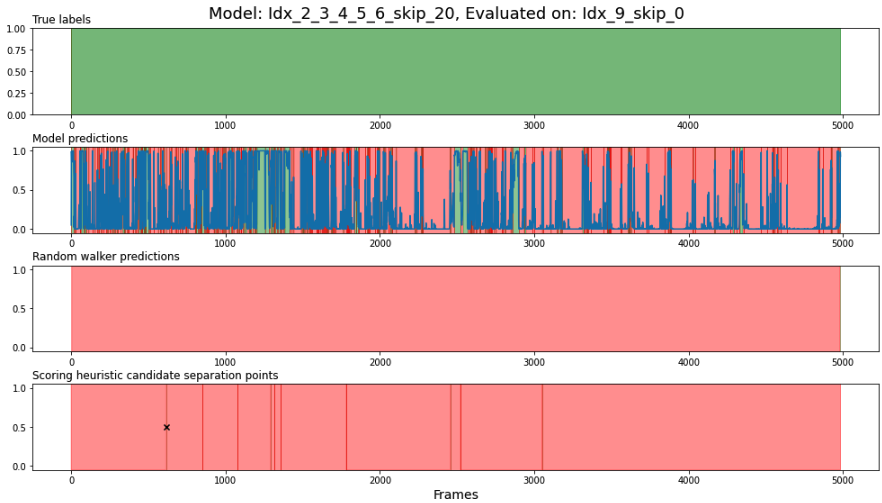 Model: Idx_2_3_4_5_6_skip_20, Evaluated on: Idx_9_skip_0
True labels
1.00
0.75
0.50
0.25
0.00
0 1000 2000 3000 4000 5000
Model predictions
1.0
0.5
0.0
0 1000 2000 3000 4000 5000
Random walker predictions
1.0
0.5
0.0
0 1000 2000 3000 4000 5000
Scoring heuristic candidate separation points
1.0
0.5
0.0
0 1000 2000 3000 4000 5000
Frames